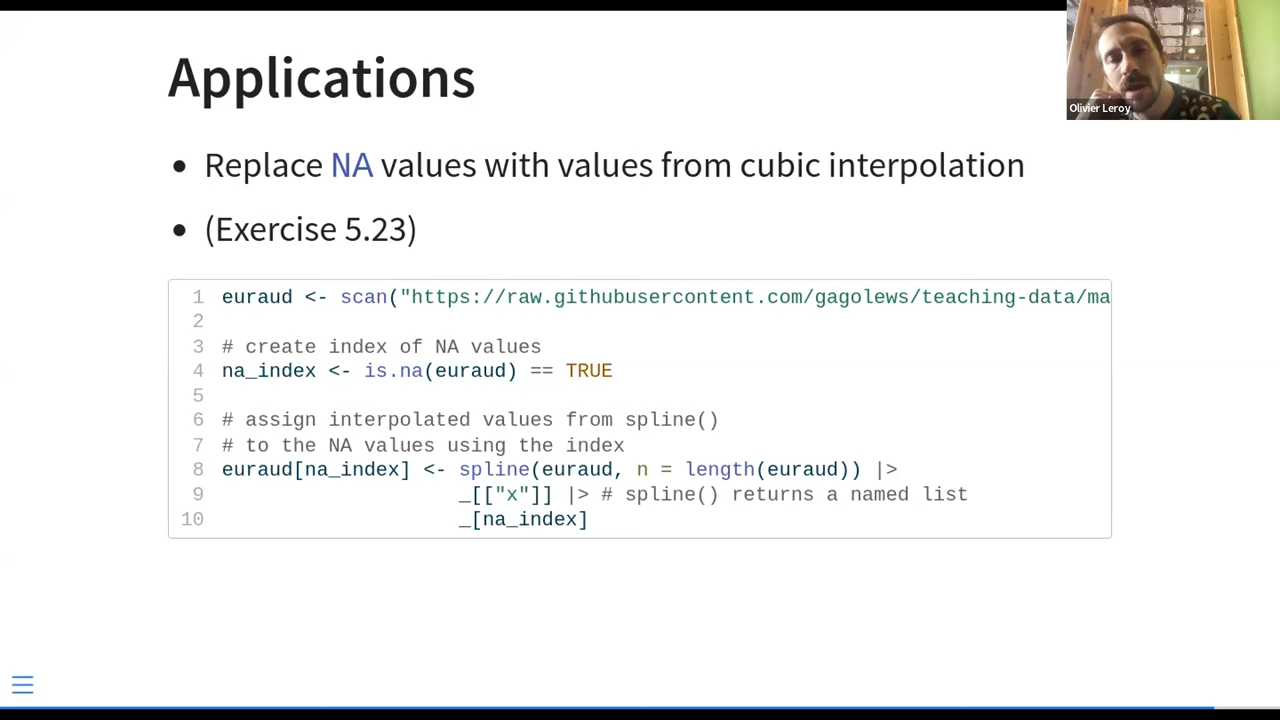 Applications
Olivier Leroy
• Replace NA values with values from cubic interpolation
• (Exercise 5.23)
1 euraud <- scan("https://raw.githubusercontent.com/gagolews/teaching-data/ma
2
3 # create index of NA values
4 na_index <- is.na(euraud) == TRUE
5
6 # assign interpolated values from spline()
7 # to the NA values using the index
8 euraud[na_index] <- spline(euraud, n = length(euraud)) |>
9 _[["x"]] |> # spline() returns a named list
10 _[na_index]